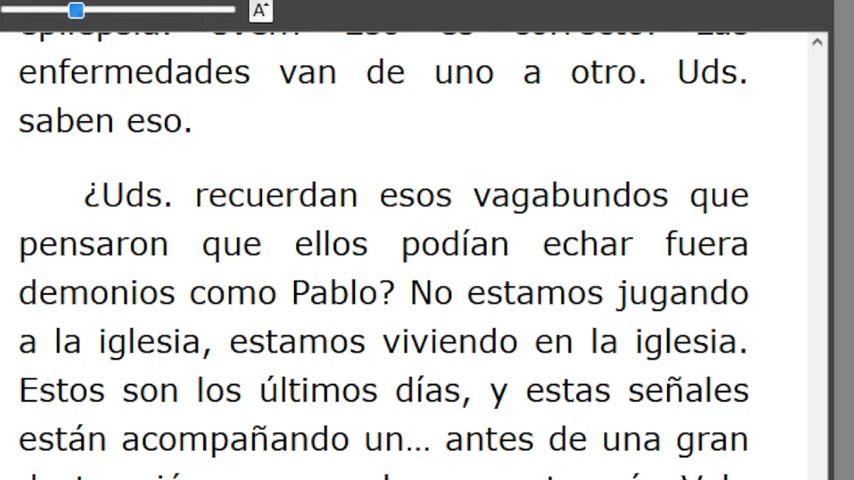 A
enfermedades van de uno a otro. Uds.
saben eso.
¿Uds. recuerdan esos vagabundos que
pensaron que ellos podían echar fuera
demonios como Pablo? No estamos jugando
a la iglesia, estamos viviendo en la iglesia.
Estos son los últimos días, y estas señales
están acompañando un… antes de una gran